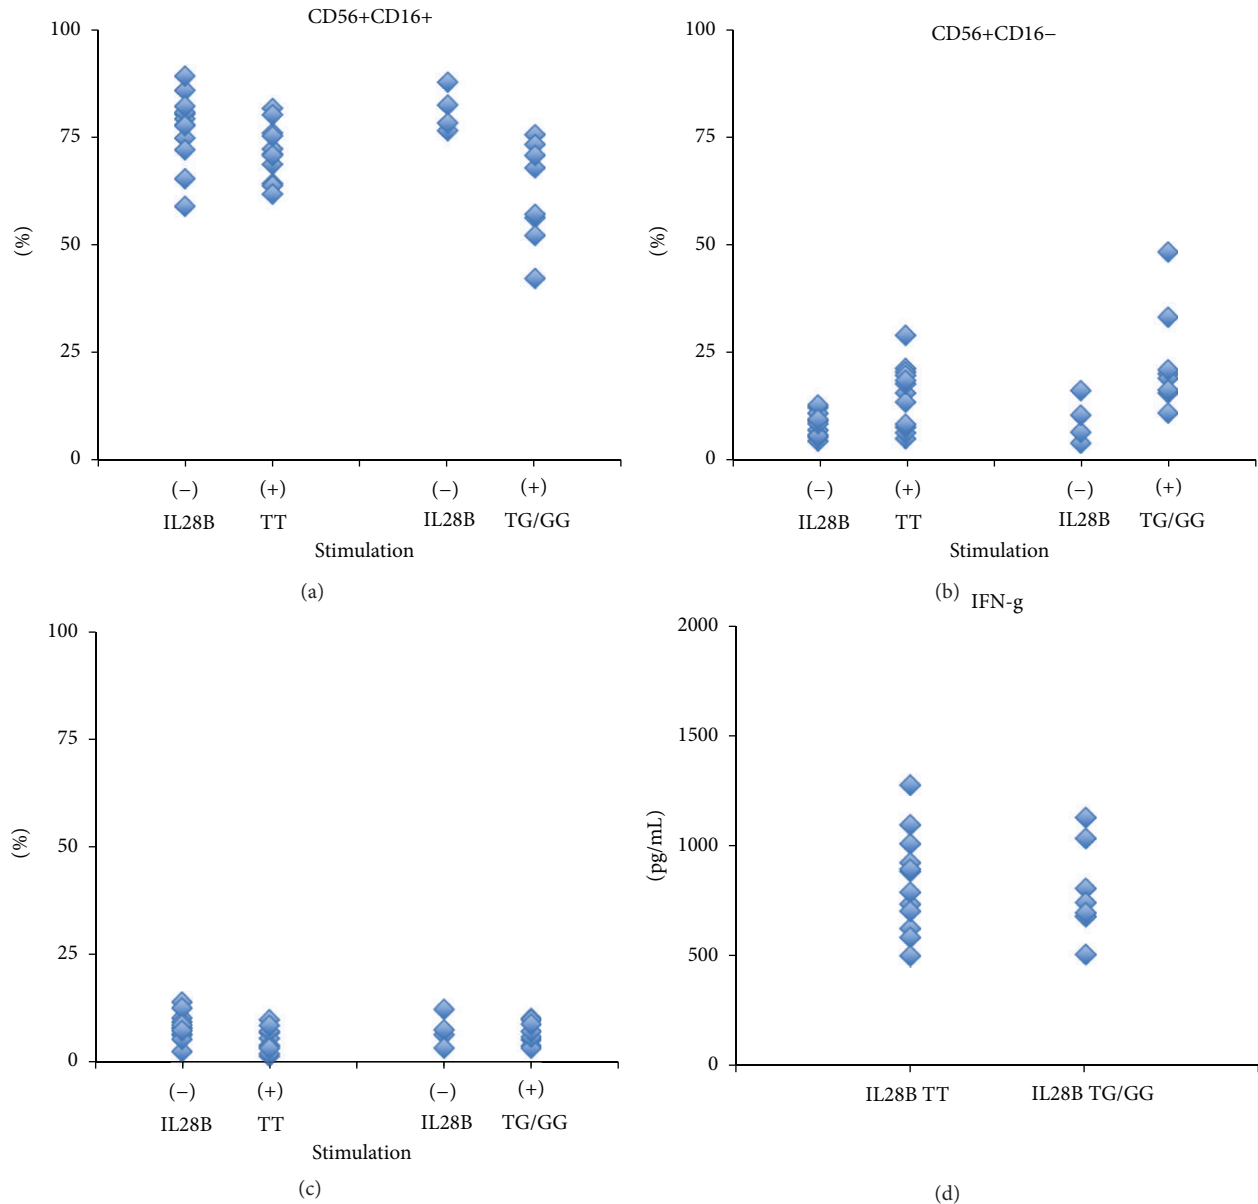 CD56+CD16+
100
75
50
25
0
(%)
(−) (+) (−) (+)
IL28B TT IL28B TG/GG
Stimulation
(a)
CD56+CD16−
100
75
50
25
0
(%)
(−) (+) (−) (+)
IL28B TT IL28B TG/GG
Stimulation
(b)
100
75
50
25
0
(%)
(−) (+) (−) (+)
IL28B TT IL28B TG/GG
Stimulation
(c)
IFN-g
2000
1500
1000
500
0
(pg/mL)
IL28B TT IL28B TG/GG
(d)